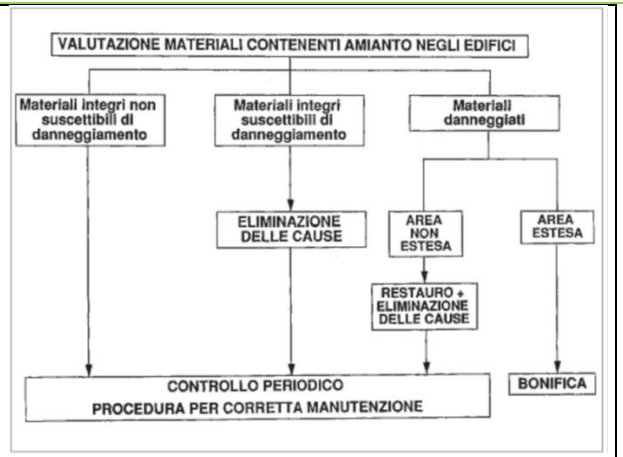 VALUTAZIONE MATERIALI CONTENENTI AMIANTO NEGLI EDIFICI
Materiali integri non
suscettibili di
danneggiamento
Materiali integri
suscettibili di
danneggiamento
Materiali
danneggiati
ELIMINAZIONE
DELLE CAUSE
AREA
NON
ESTESA
AREA
ESTESA
RESTAURO +
ELIMINAZIONE
DELLE CAUSE
CONTROLLO PERIODICO
PROCEDURA PER CORRETTA MANUTENZIONE
BONIFICA